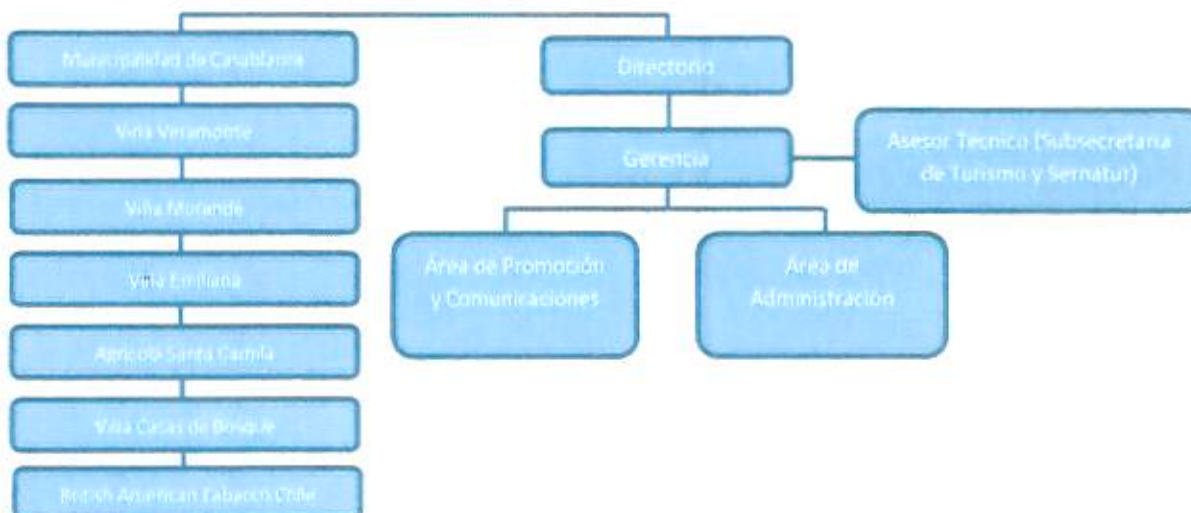 Municipalidad de Casablanca
Viña Veramonte
Viña Morandé
Viña Emiliana
Agricola Santa Camila
Viña Casas de Bosque
British American Tabacco Chile
Directorio
Gerencia
Asesor Tecnico (Subsecretaria
de Turismo y Sernatur)
Área de Promoción
y Comunicaciones
Área de
Administración